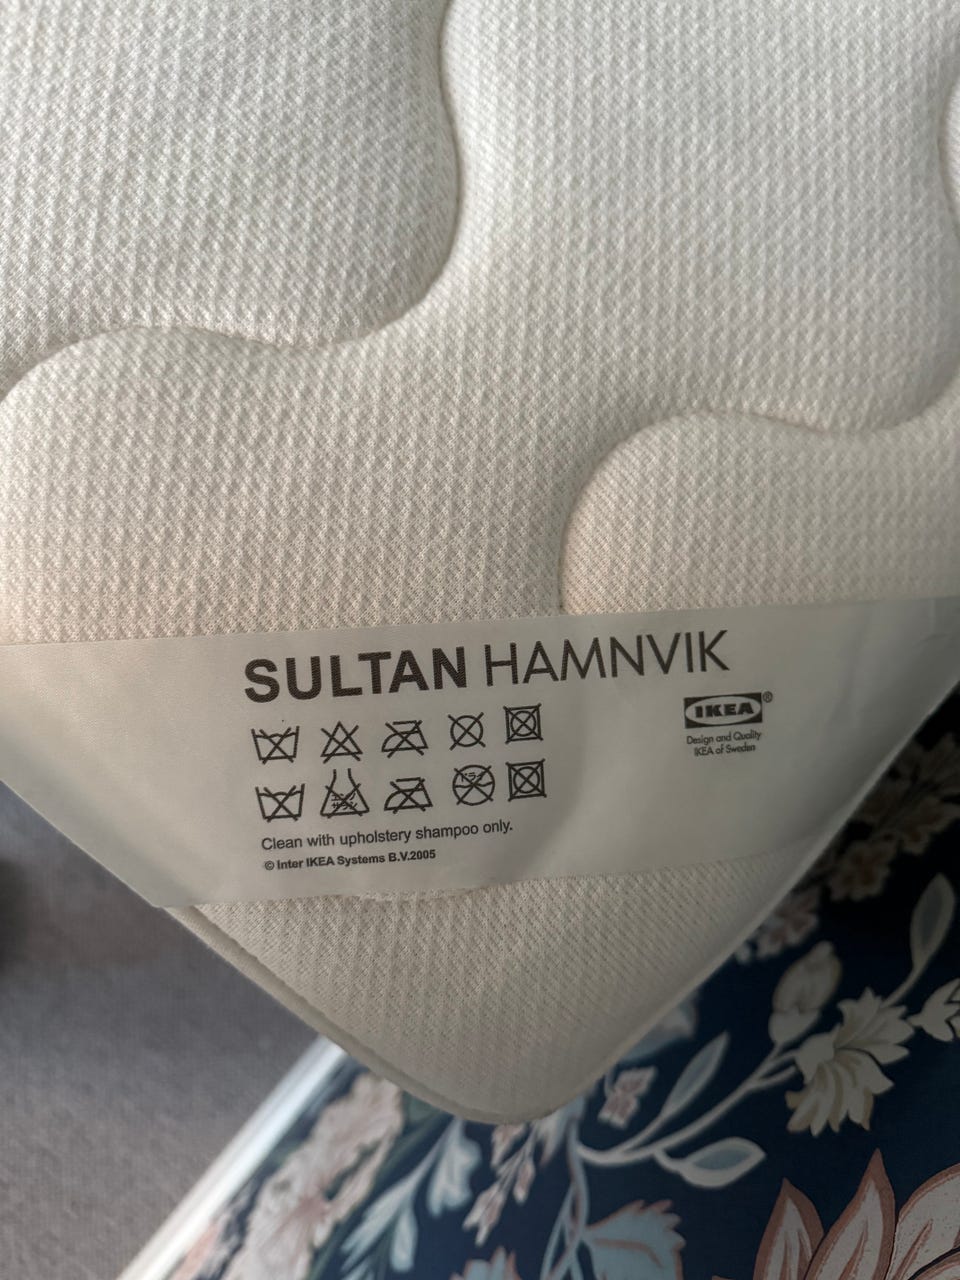 SULTAN HAMNVIK
IKEA®
Design and Quality
IKEA of Sweden
Clean with upholstery shampoo only.
© Inter IKEA Systems B.V.2005